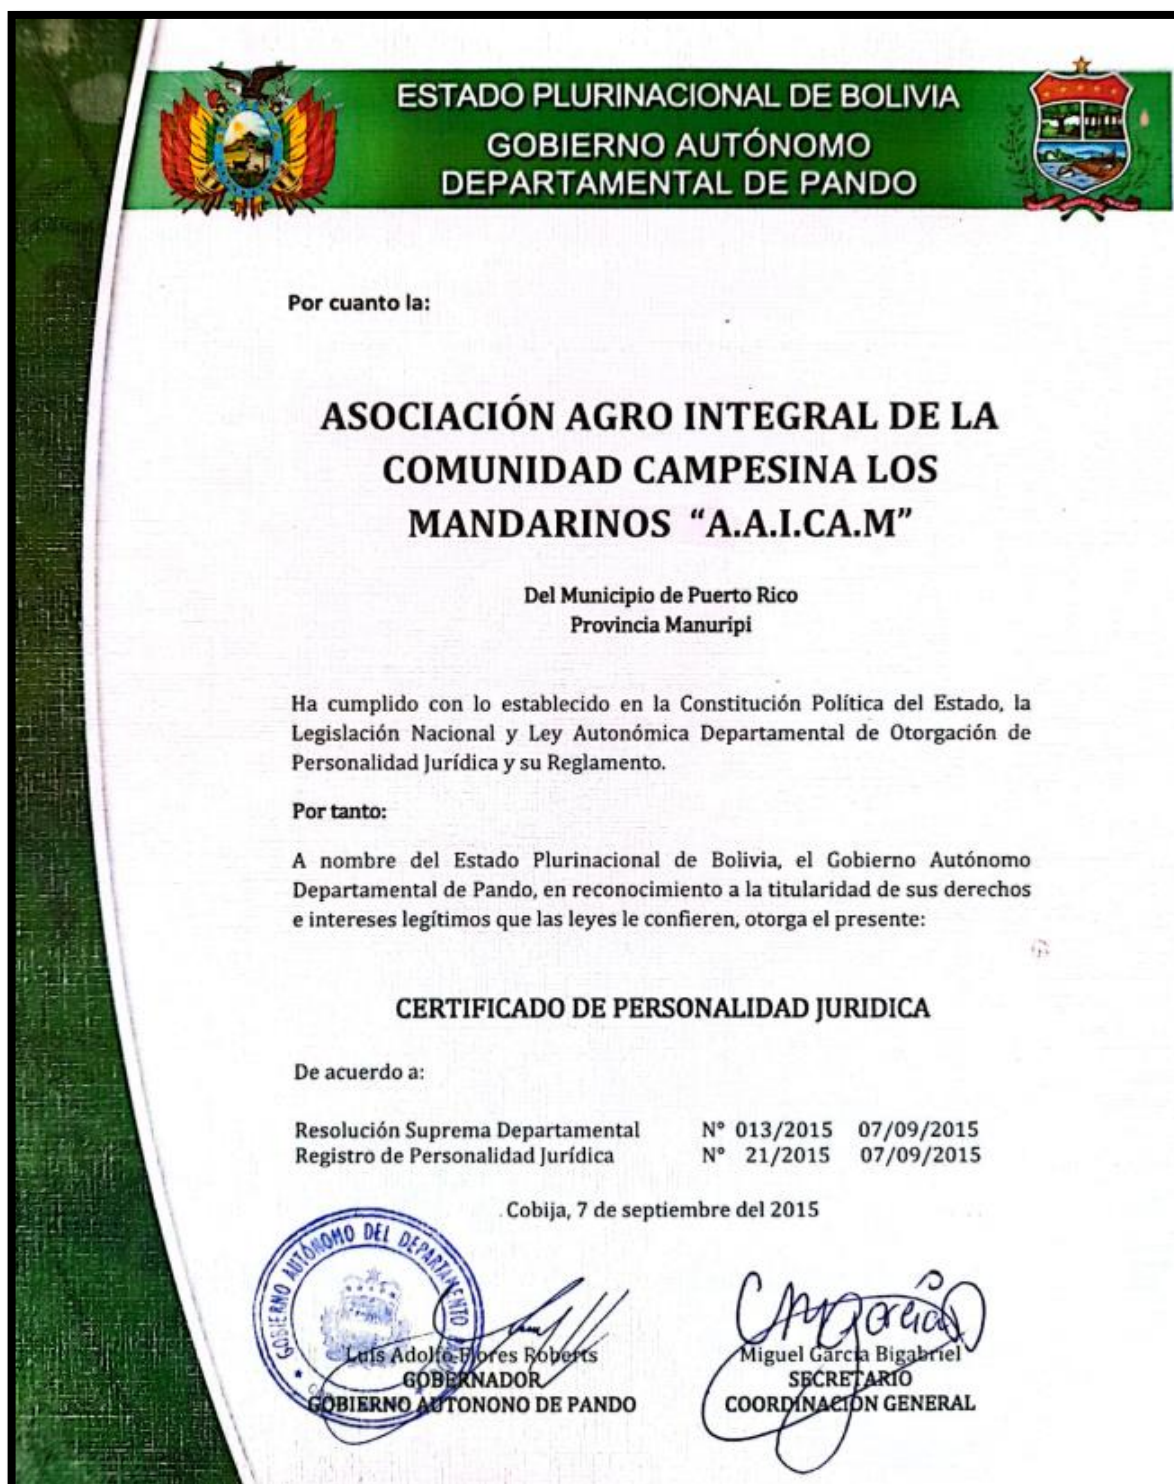 ESTADO PLURINACIONAL DE BOLIVIA
GOBIERNO AUTÓNOMO
DEPARTAMENTAL DE PANDO
Por cuanto la:
ASOCIACIÓN AGRO INTEGRAL DE LA
COMUNIDAD CAMPESINA LOS
MANDARINOS “A.A.I.CA.M”
Del Municipio de Puerto Rico
Provincia Manuripi
Ha cumplido con lo establecido en la Constitución Política del Estado, la
Legislación Nacional y Ley Autonómica Departamental de Otorgación de
Personalidad Jurídica y su Reglamento.
Por tanto:
A nombre del Estado Plurinacional de Bolivia, el Gobierno Autónomo
Departamental de Pando, en reconocimiento a la titularidad de sus derechos
e intereses legítimos que las leyes le confieren, otorga el presente:
CERTIFICADO DE PERSONALIDAD JURIDICA
De acuerdo a:
Resolución Suprema Departamental N° 013/2015 07/09/2015
Registro de Personalidad Jurídica N° 21/2015 07/09/2015
Cobija, 7 de septiembre del 2015
GOBIERNO AUTÓNOMO DEL DEPARTAMENTO
Luis Adolfo Flores Roberts
GOBERNADOR
GOBIERNO AUTONONO DE PANDO
Miguel García Bigabriel
SECRETARIO
COORDINACIÓN GENERAL